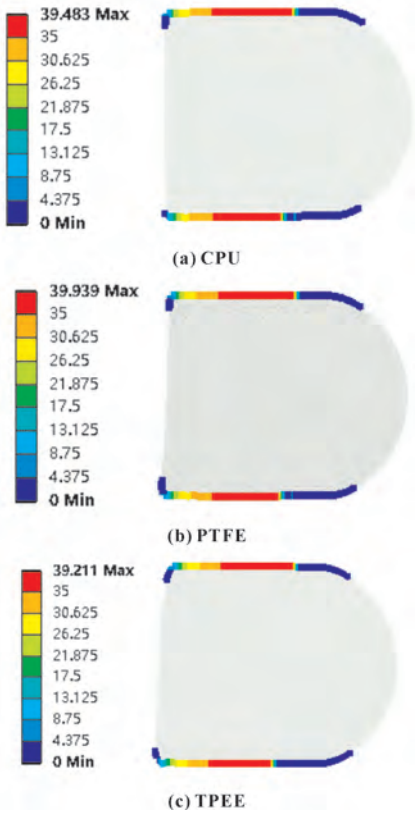 39.483 Max
35
30.625
26.25
21.875
17.5
13.125
8.75
4.375
0 Min
(a) CPU
39.939 Max
35
30.625
26.25
21.875
17.5
13.125
8.75
4.375
0 Min
(b) PTFE
39.211 Max
35
30.625
26.25
21.875
17.5
13.125
8.75
4.375
0 Min
(c) TPEE